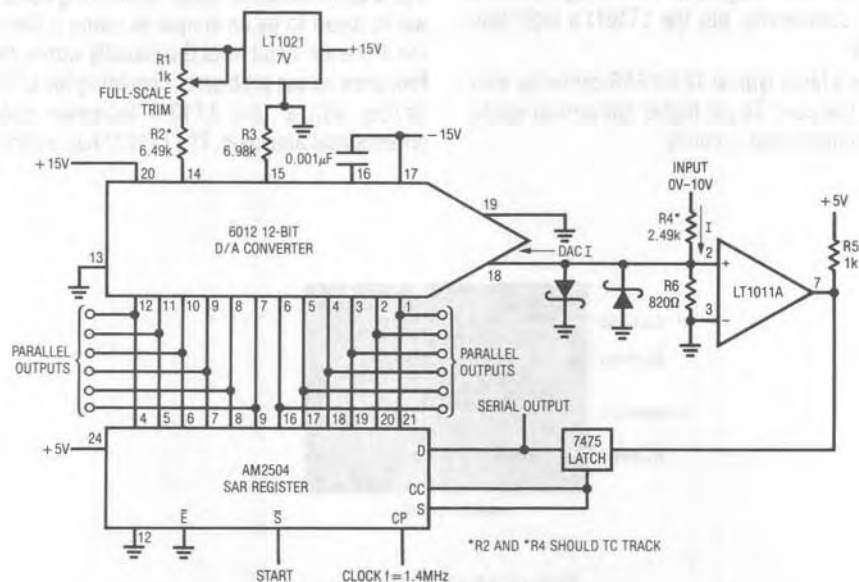 Connecting
LT1021
7V
+15V
R1
1k
FULL-SCALE
TRIM
R2*
6.49k
R3
6.98k
0.001µF
−15V
+15V
20
14
15
16
17
6012 12-BIT
D/A CONVERTER
19
DAC I
18
13
INPUT
0V–10V
R4*
2.49k
I
R6
820Ω
2
+
3
−
LT1011A
7
+5V
R5
1k
12
11
10
9
8
7
6
5
4
3
2
1
PARALLEL
OUTPUTS
PARALLEL
OUTPUTS
4
5
6
7
8
9
16
17
18
19
20
21
SERIAL OUTPUT
7475
LATCH
+5V
24
AM2504
SAR REGISTER
D
CC
S
12
E
S
CP
START
CLOCK f = 1.4MHz
*R2 AND *R4 SHOULD TC TRACK